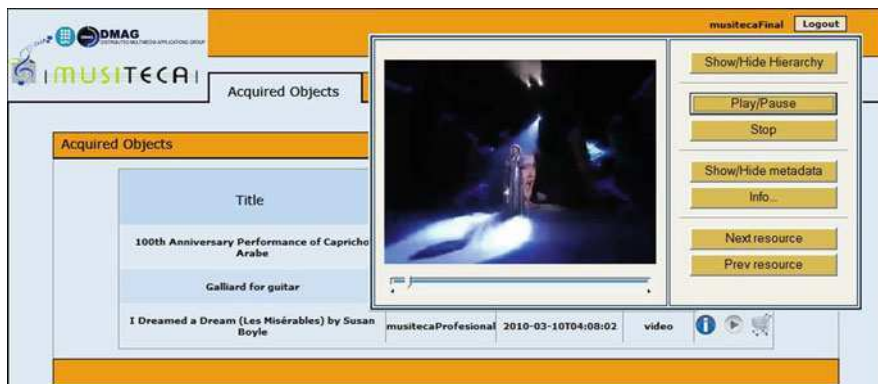 musitecaFinal Logout
DMAG
DISTRIBUTED MULTIMEDIA APPLICATIONS GROUP
MUSITECA
Acquired Objects
Show/Hide Hierarchy
Play/Pause
Stop
Show/Hide metadata
Info...
Next resource
Prev resource
Acquired Objects
Title
100th Anniversary Performance of Capricho
Arabe
Galliard for guitar
I Dreamed a Dream (Les Misérables) by Susan
Boyle
musitecaProfesional 2010-03-10T04:08:02 video